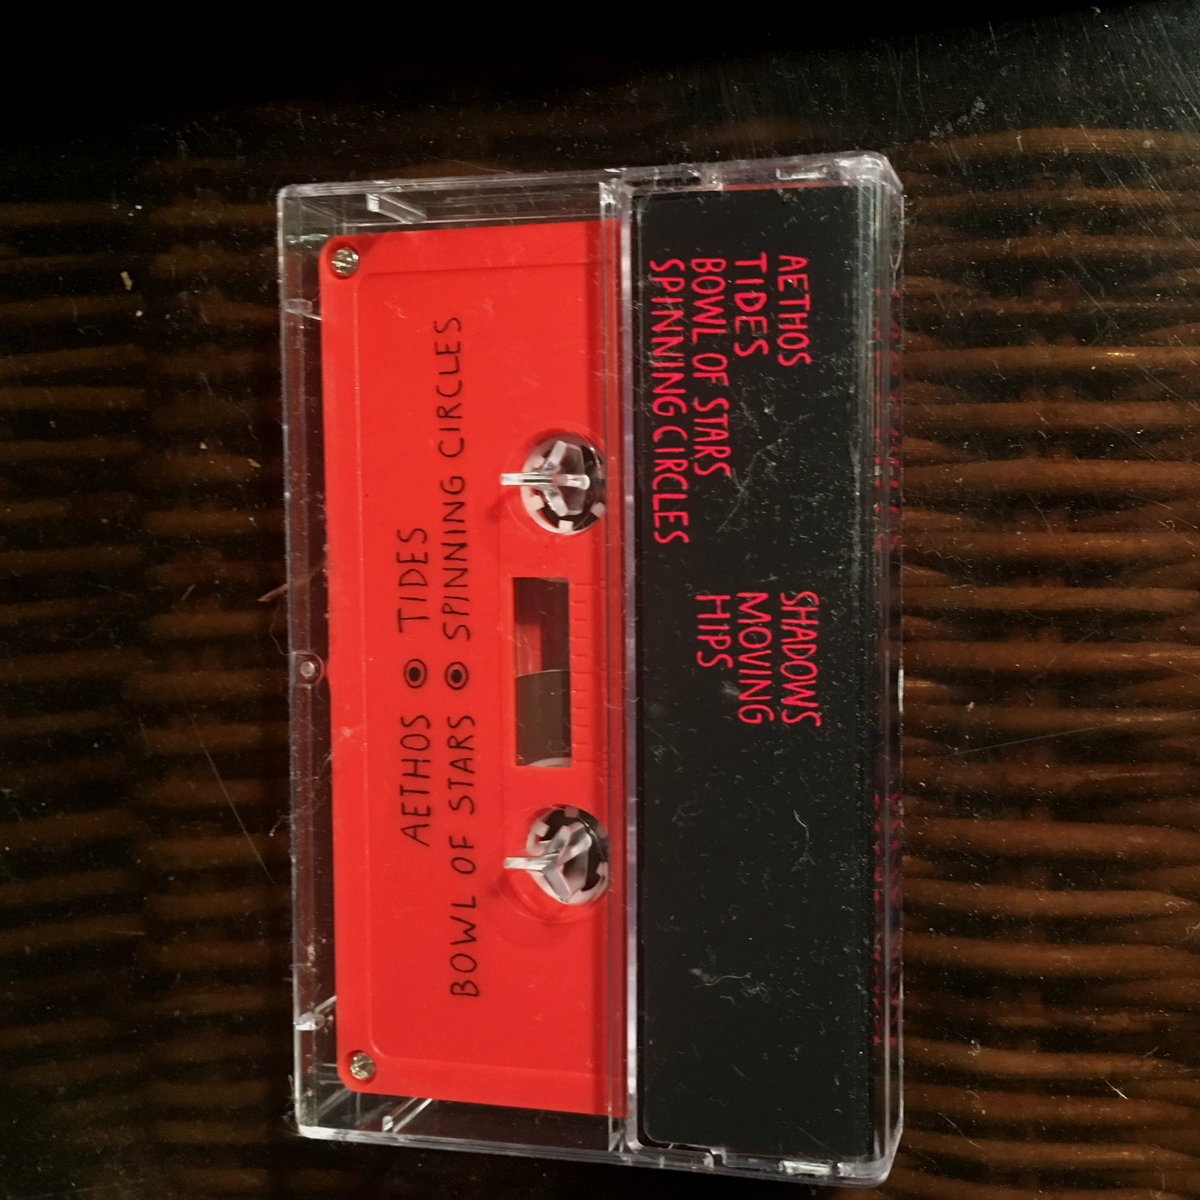 AETHOS ◉ TIDES
BOWL OF STARS ◉ SPINNING CIRCLES
AETHOS
TIDES
BOWL OF STARS
SPINNING CIRCLES
SHADOWS
MOVING
HIPS